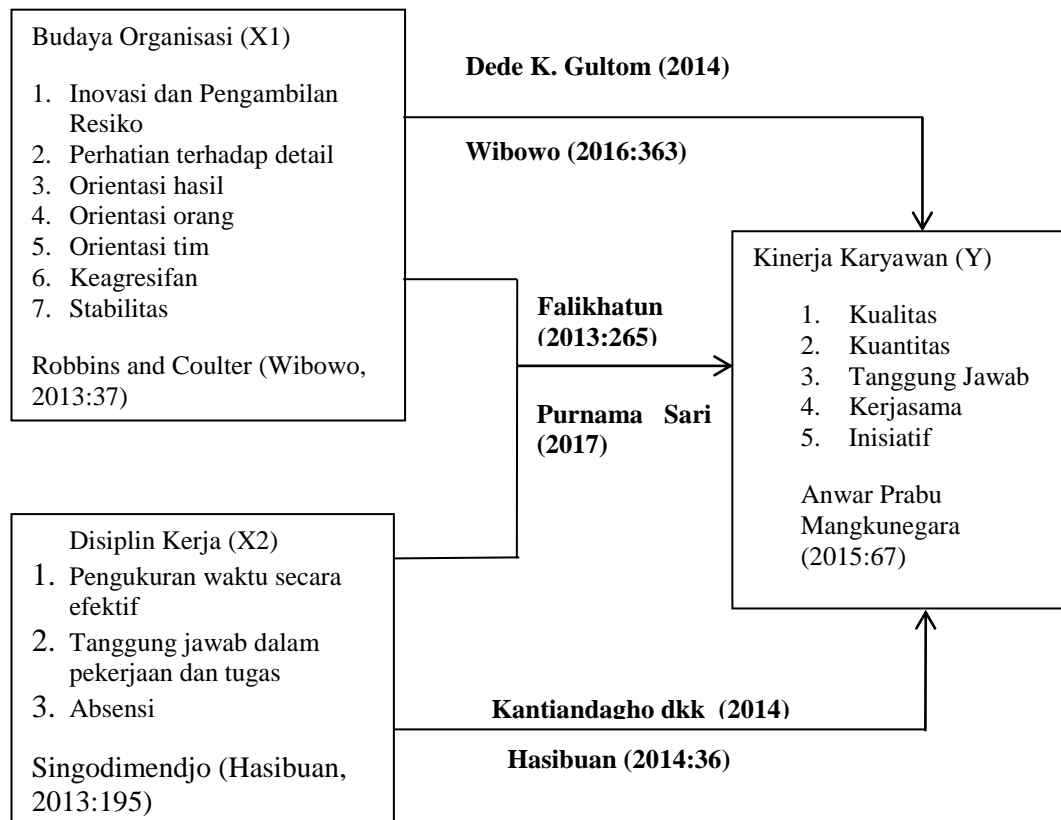 Budaya Organisasi (X1)
1. Inovasi dan Pengambilan
Resiko
2. Perhatian terhadap detail
3. Orientasi hasil
4. Orientasi orang
5. Orientasi tim
6. Keagresifan
7. Stabilitas
Robbins and Coulter (Wibowo,
2013:37)
Dede K. Gultom (2014)
Wibowo (2016:363)
Falikhatun
(2013:265)
Purnama Sari
(2017)
Kinerja Karyawan (Y)
1. Kualitas
2. Kuantitas
3. Tanggung Jawab
4. Kerjasama
5. Inisiatif
Anwar Prabu
Mangkunegara
(2015:67)
Disiplin Kerja (X2)
1. Pengukuran waktu secara
efektif
2. Tanggung jawab dalam
pekerjaan dan tugas
3. Absensi
Singodimendjo (Hasibuan,
2013:195)
Kantiandagho dkk (2014)
Hasibuan (2014:36)